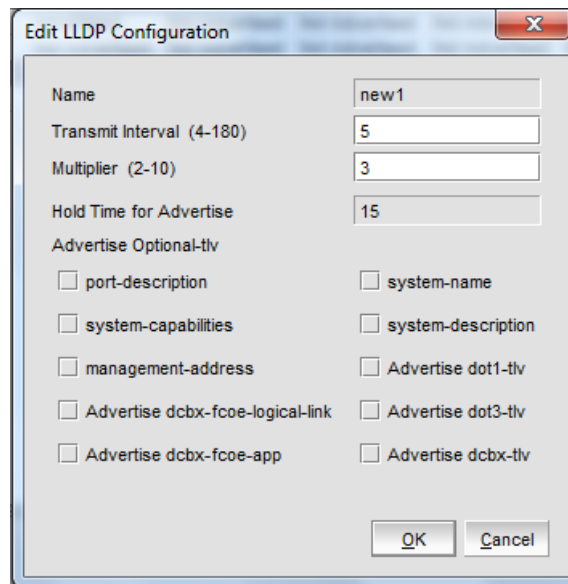 Edit LLDP Configuration
Name new1
Transmit Interval (4-180) 5
Multiplier (2-10) 3
Hold Time for Advertise 15
Advertise Optional-tlv
port-description system-name
system-capabilities system-description
management-address Advertise dot1-tlv
Advertise dcbx-fcoe-logical-link Advertise dot3-tlv
Advertise dcbx-fcoe-app Advertise dcbx-tlv
OK Cancel